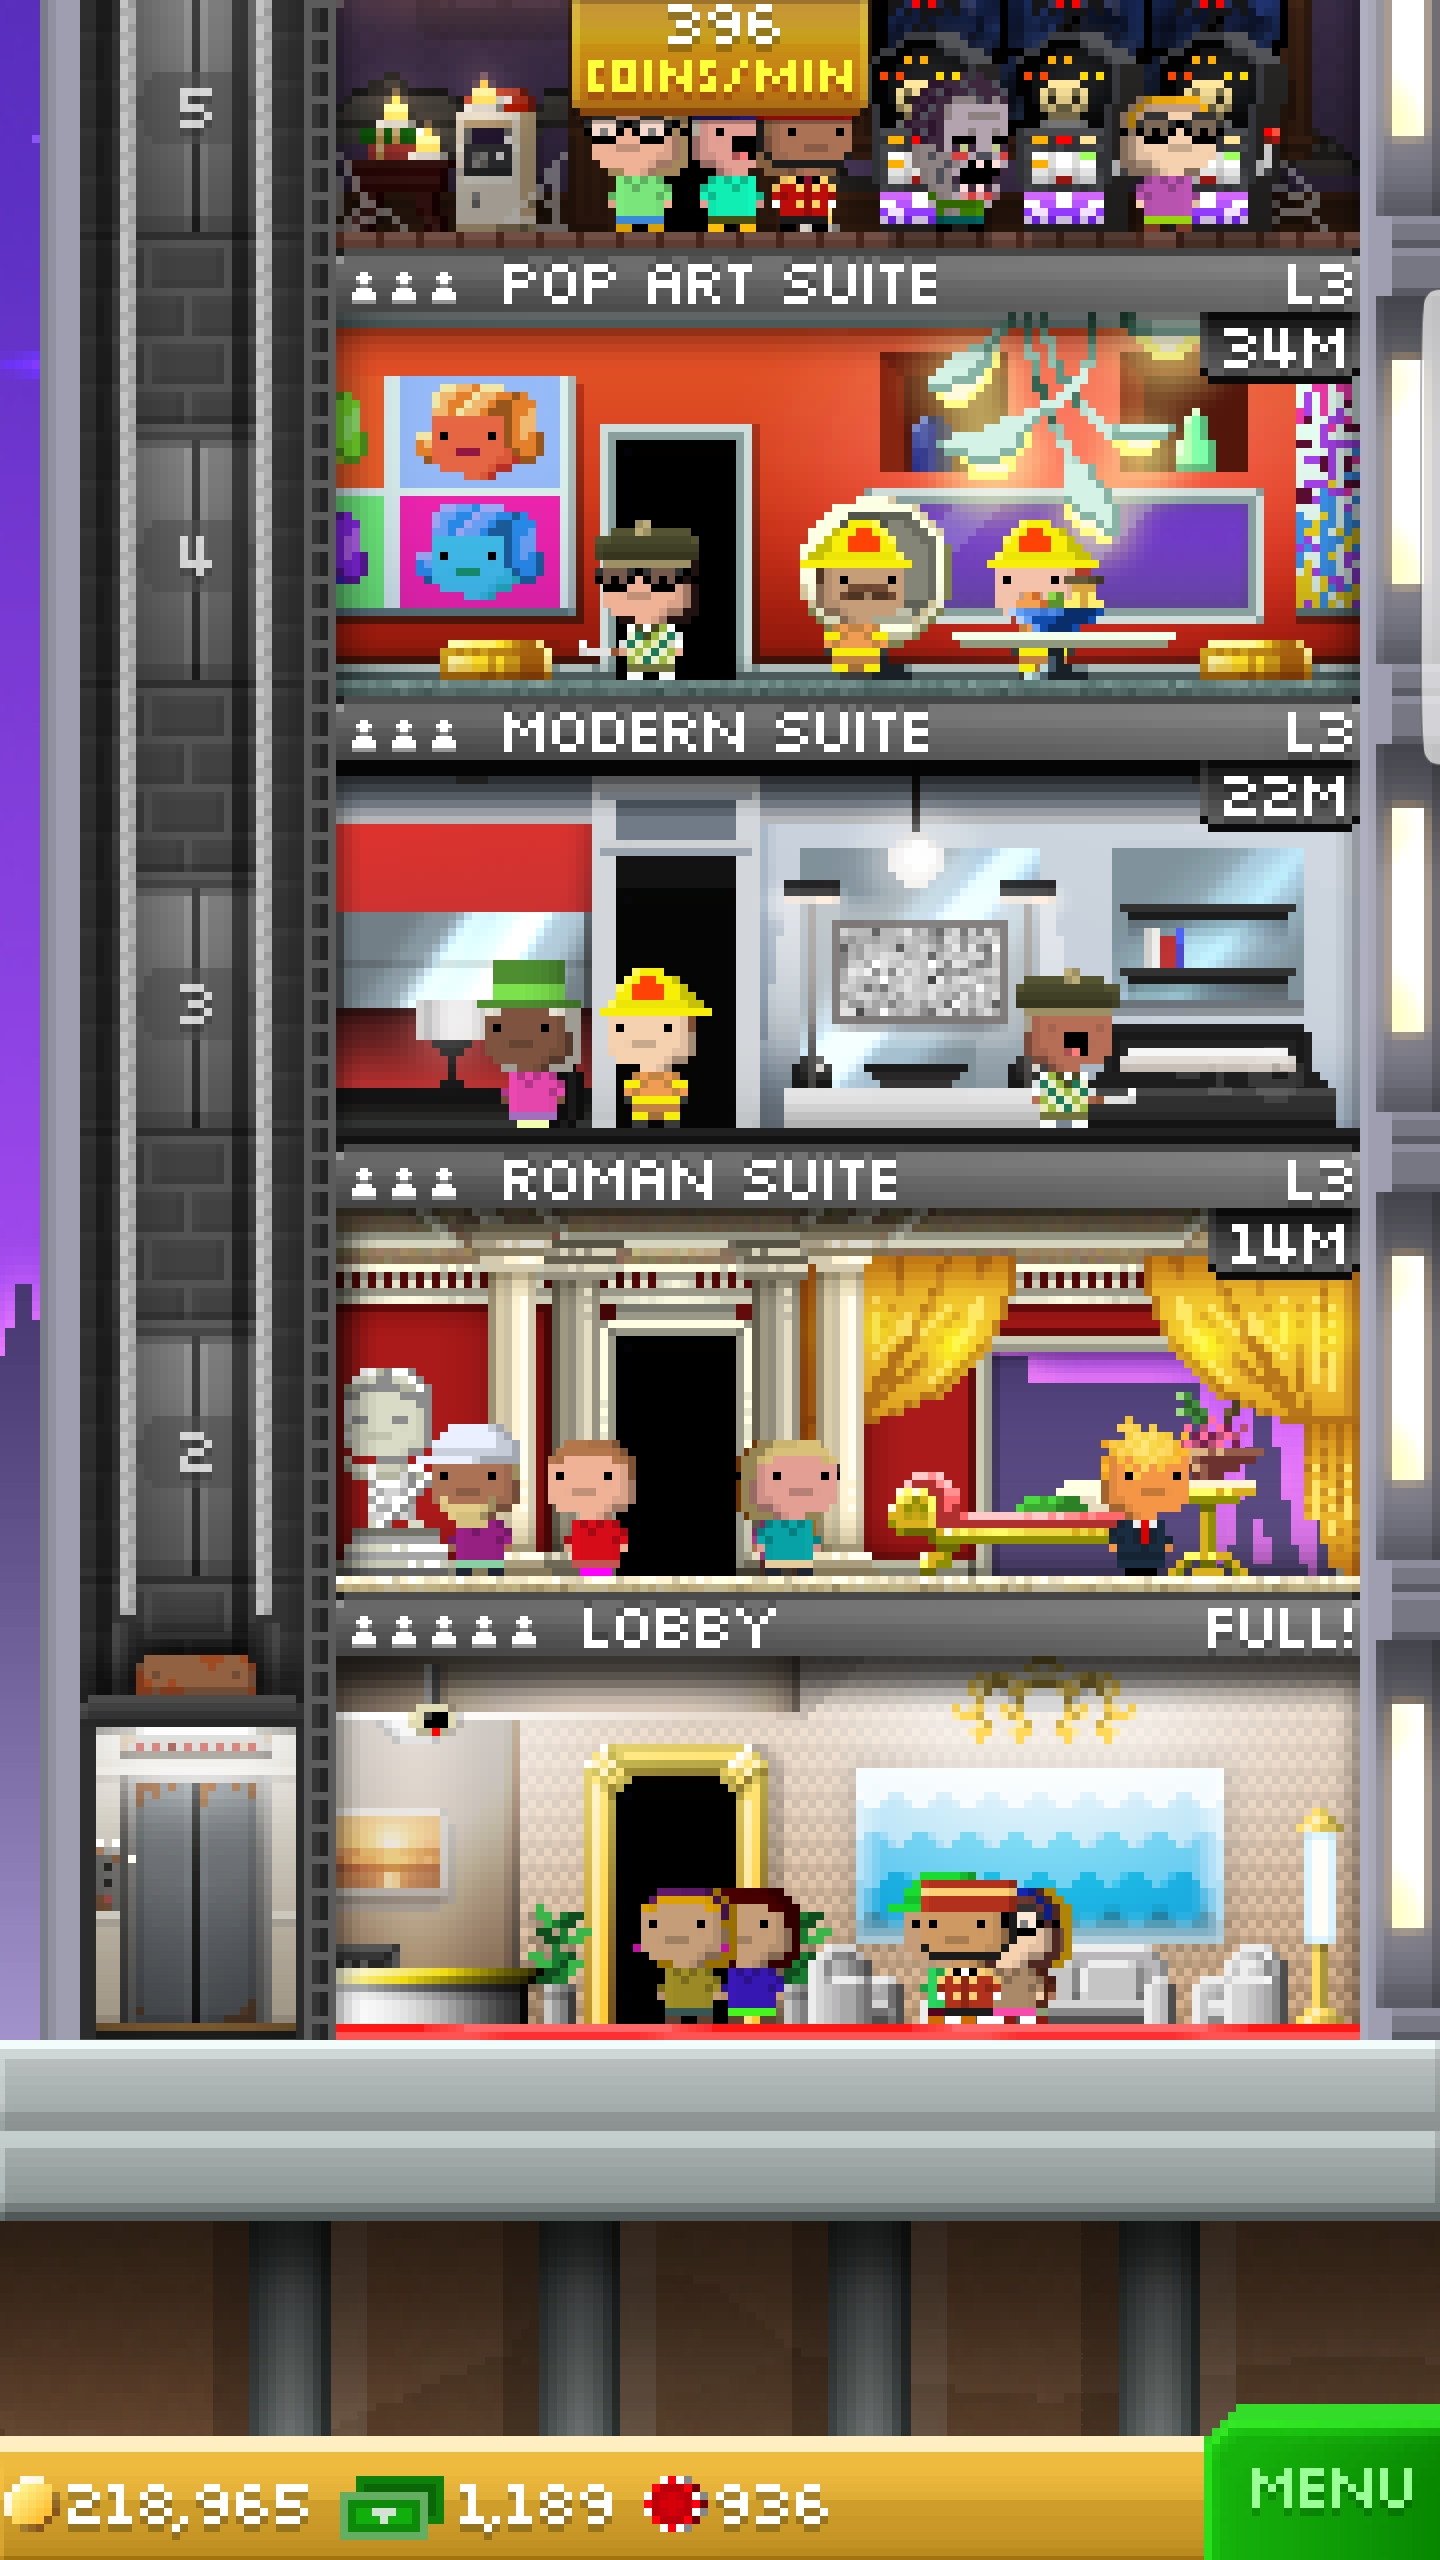 396
COINS/MIN
5
POP ART SUITE L3
34M
4
MODERN SUITE L3
22M
3
ROMAN SUITE L3
14M
2
LOBBY FULL!
218,965 1,189 936 MENU